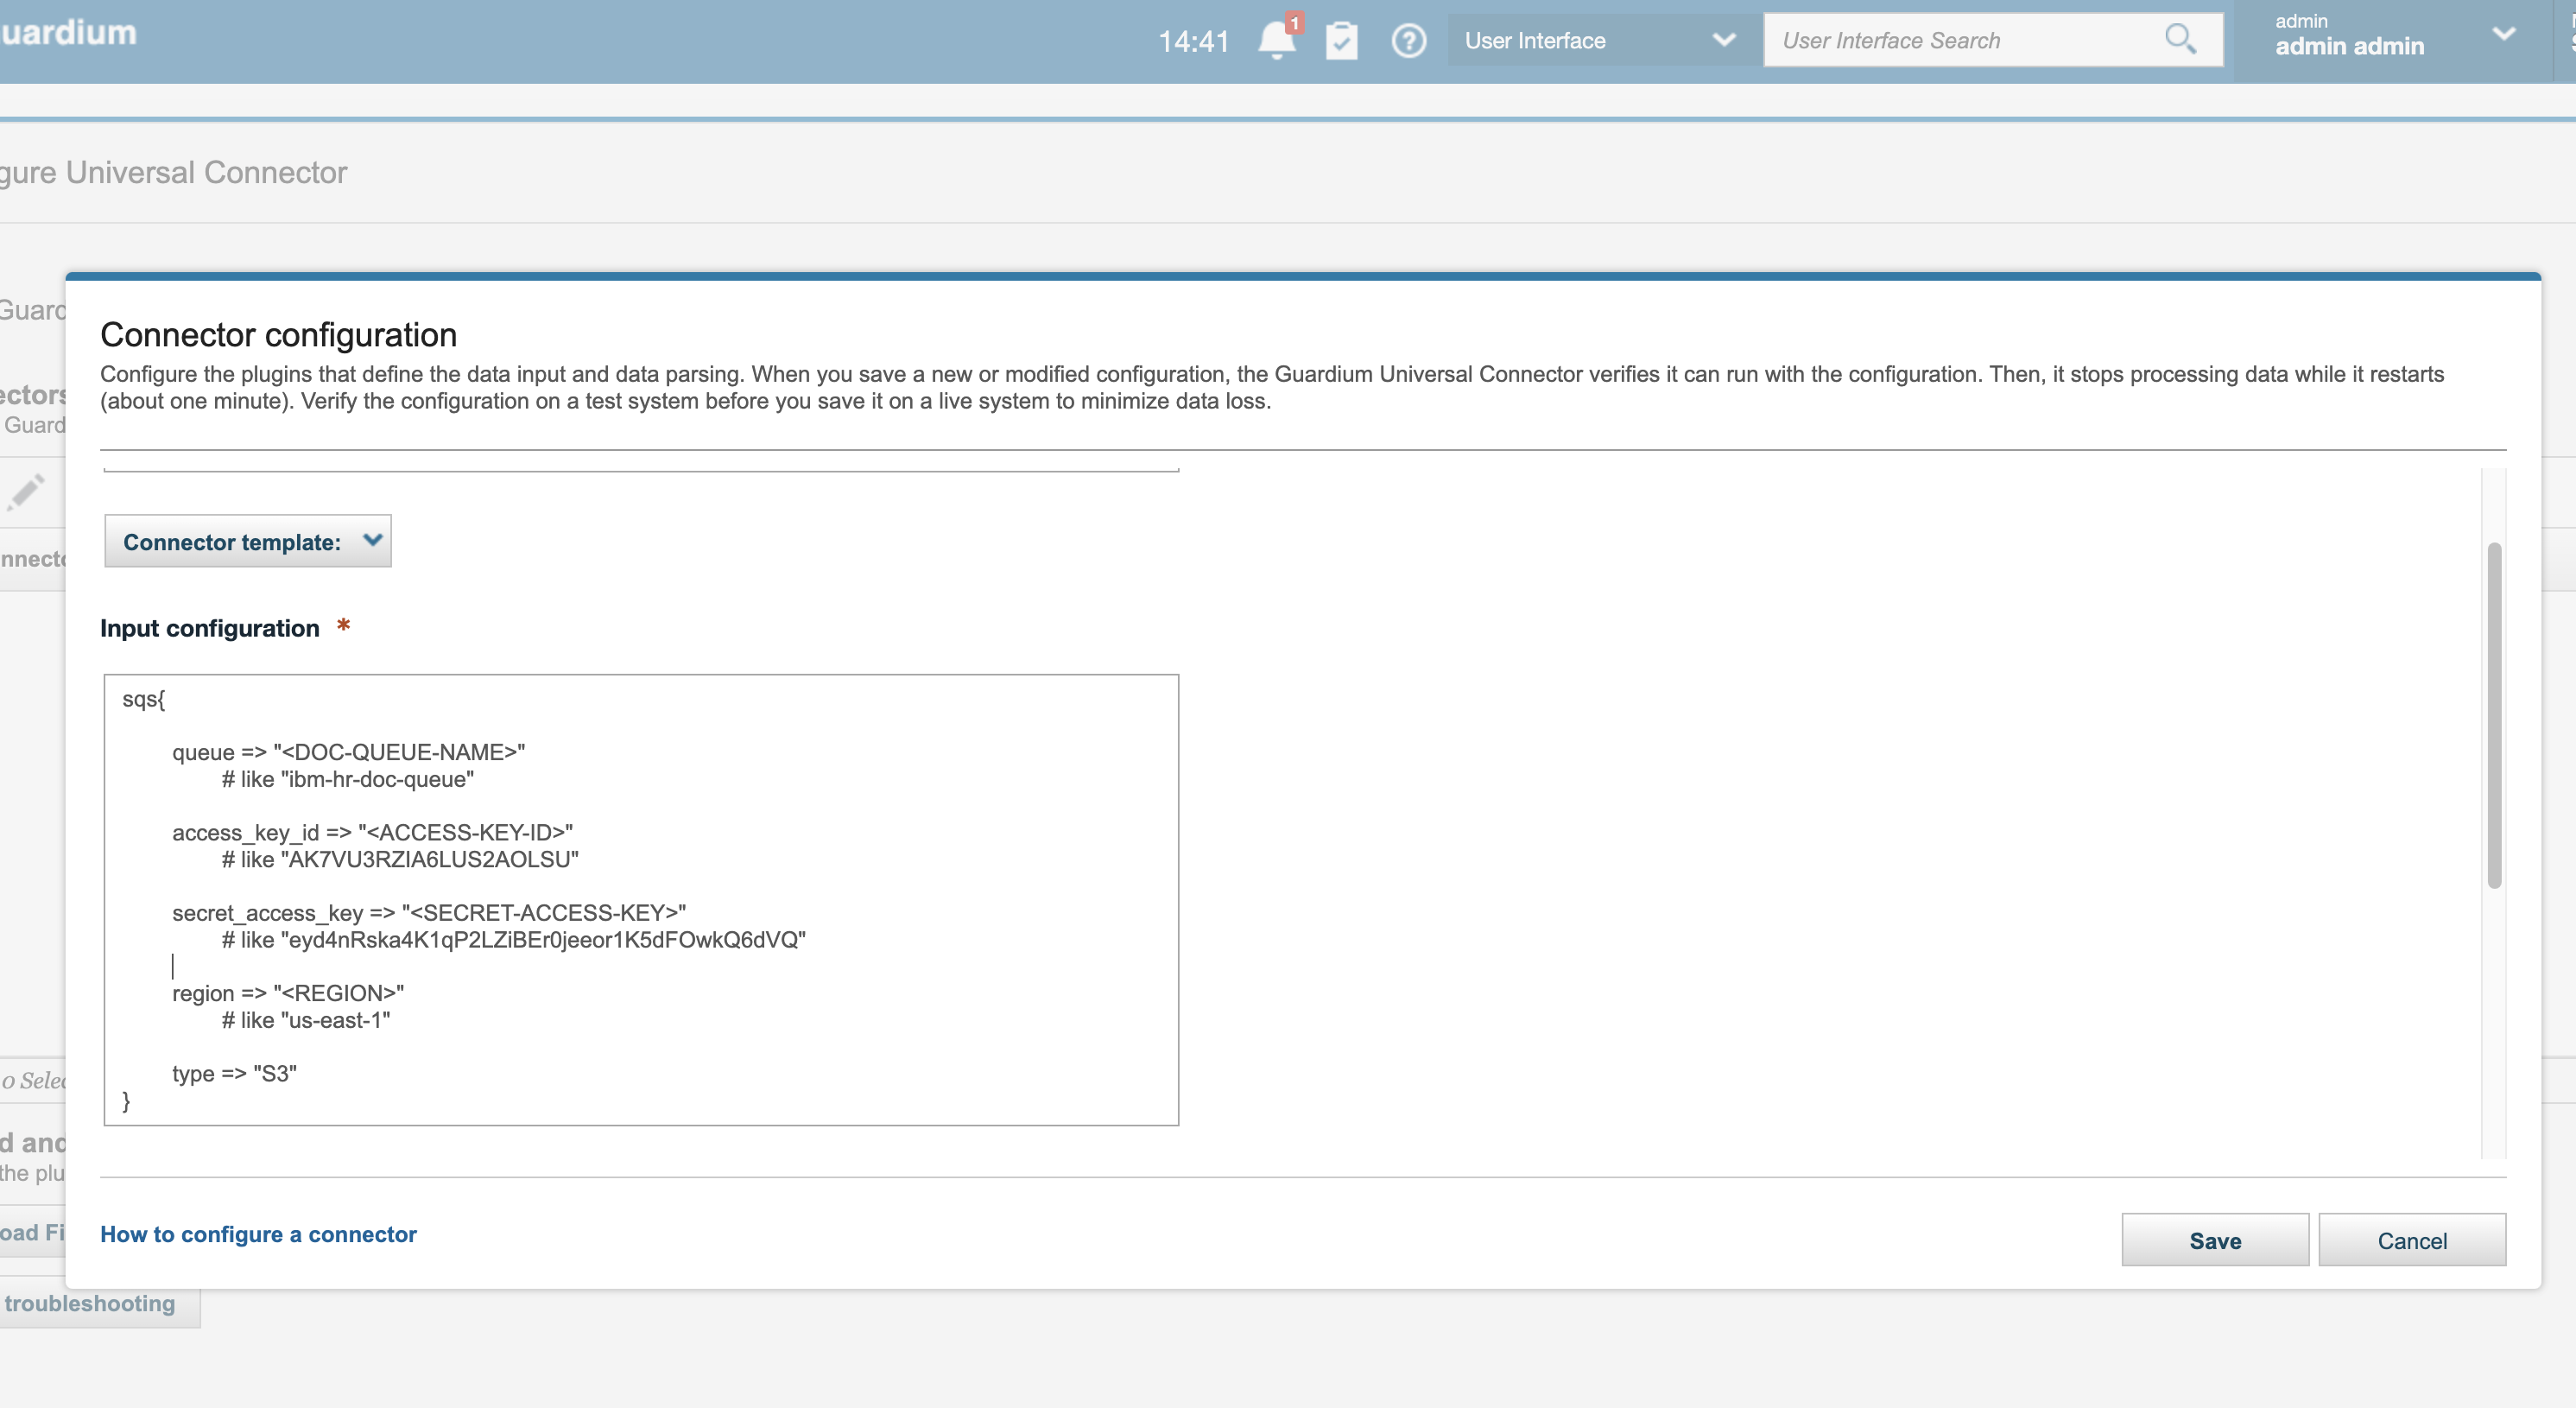 uardium
14:41
1
?
User Interface
User Interface Search
admin
admin admin
gure Universal Connector
Guard
Connector configuration
Configure the plugins that define the data input and data parsing. When you save a new or modified configuration, the Guardium Universal Connector verifies it can run with the configuration. Then, it stops processing data while it restarts
(about one minute). Verify the configuration on a test system before you save it on a live system to minimize data loss.
ectors
Guard
Connector template:
nnecto
Input configuration *
sqs{
queue => "<DOC-QUEUE-NAME>"
# like "ibm-hr-doc-queue"
access_key_id => "<ACCESS-KEY-ID>"
# like "AK7VU3RZIA6LUS2AOLSU"
secret_access_key => "<SECRET-ACCESS-KEY>"
# like "eyd4nRska4K1qP2LZiBEr0jeeor1K5dFOwkQ6dVQ"
region => "<REGION>"
# like "us-east-1"
type => "S3"
}
0 Selec
d and
the plu
oad Fi
How to configure a connector
Save
Cancel
troubleshooting